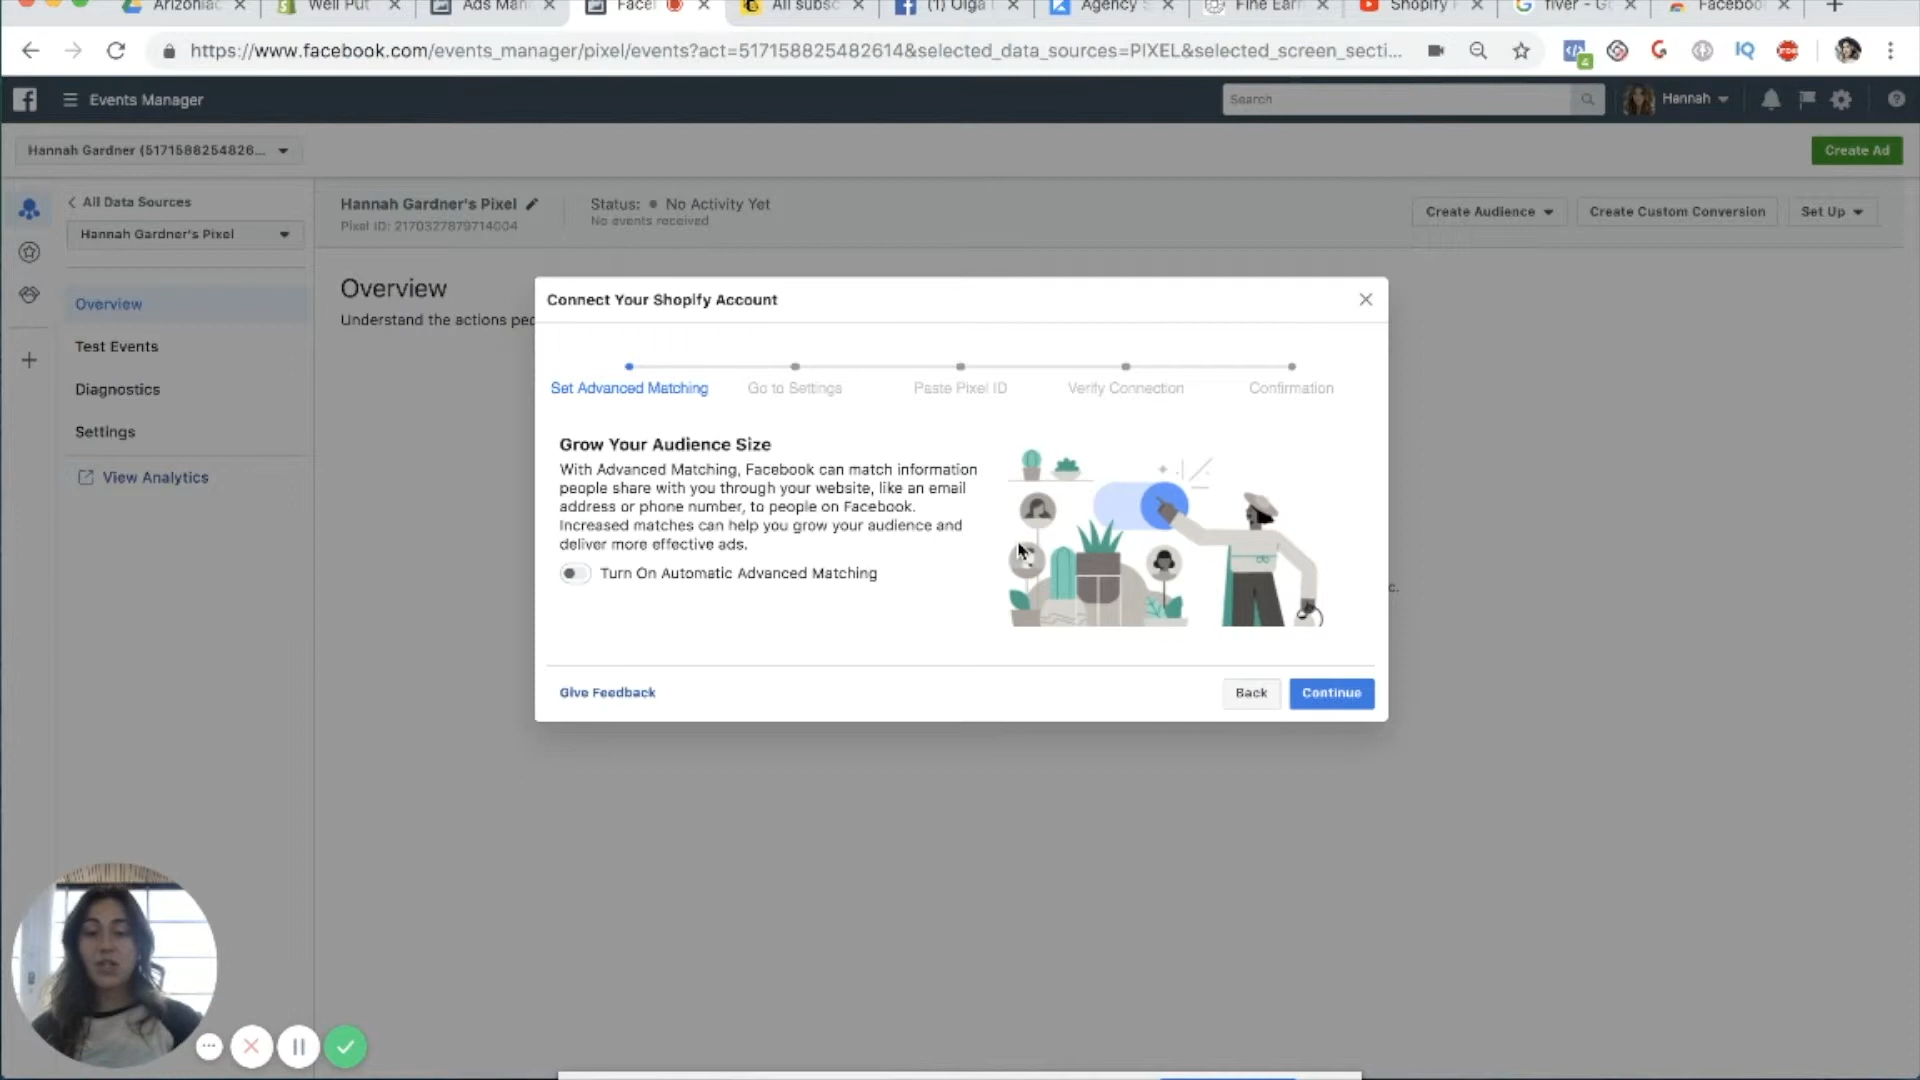 Arizonia
Well Put
Ads Man
Facel
All subsc
(1) Olga
Agency
Fine Earn
Shopify
fiver - G
Faceboo
https://www.facebook.com/events_manager/pixel/events?act=517158825482614&selected_data_sources=PIXEL&selected_screen_secti...
4
IQ
Events Manager
Search
Hannah
Hannah Gardner (5171588254826...
Create Ad
All Data Sources
Hannah Gardner's Pixel
Hannah Gardner's Pixel
Pixel ID: 2170327879714004
Status: No Activity Yet
No events received
Create Audience
Create Custom Conversion
Set Up
Overview
Test Events
Diagnostics
Settings
View Analytics
Overview
Understand the actions peo
Connect Your Shopify Account
Set Advanced Matching
Go to Settings
Paste Pixel ID
Verify Connection
Confirmation
Grow Your Audience Size
With Advanced Matching, Facebook can match information
people share with you through your website, like an email
address or phone number, to people on Facebook.
Increased matches can help you grow your audience and
deliver more effective ads.
Turn On Automatic Advanced Matching
c.
Give Feedback
Back
Continue